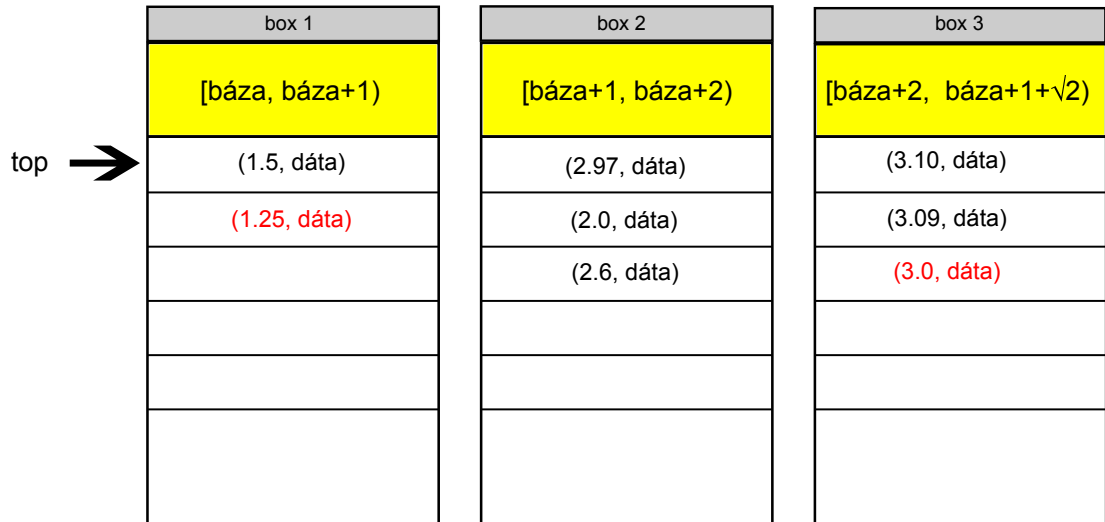 box 1
box 2
box 3
[báza, báza+1)
[báza+1, báza+2)
[báza+2, báza+1+√2)
top
(1.5, dáta)
(2.97, dáta)
(3.10, dáta)
(1.25, dáta)
(2.0, dáta)
(3.09, dáta)
(2.6, dáta)
(3.0, dáta)